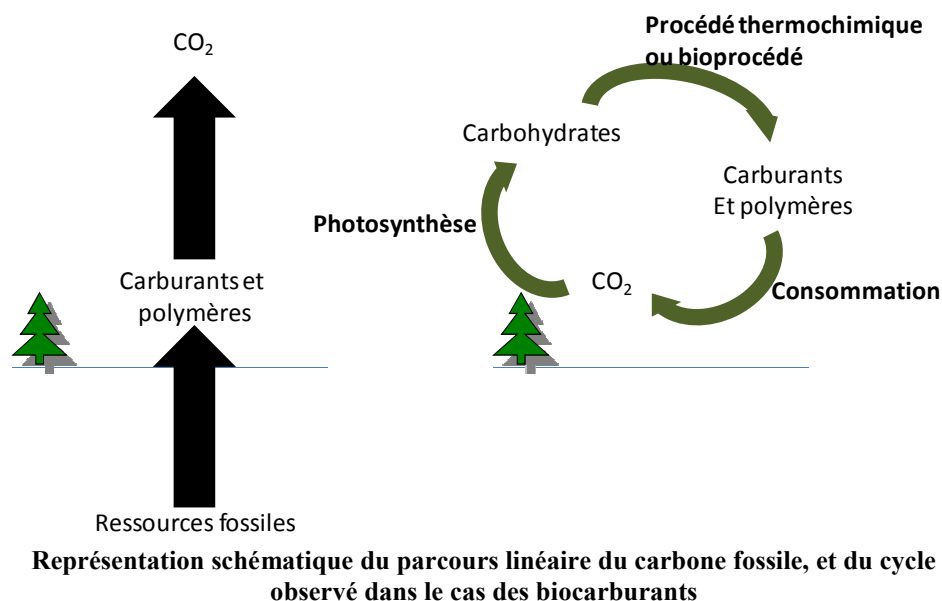 CO₂
Carburants et
polymères
Ressources fossiles
Procédé thermochimique
ou bioprocédé
Carbohydrates
Carburants
Et polymères
Photosynthèse
CO₂
Consommation
Représentation schématique du parcours linéaire du carbone fossile, et du cycle
observé dans le cas des biocarburants